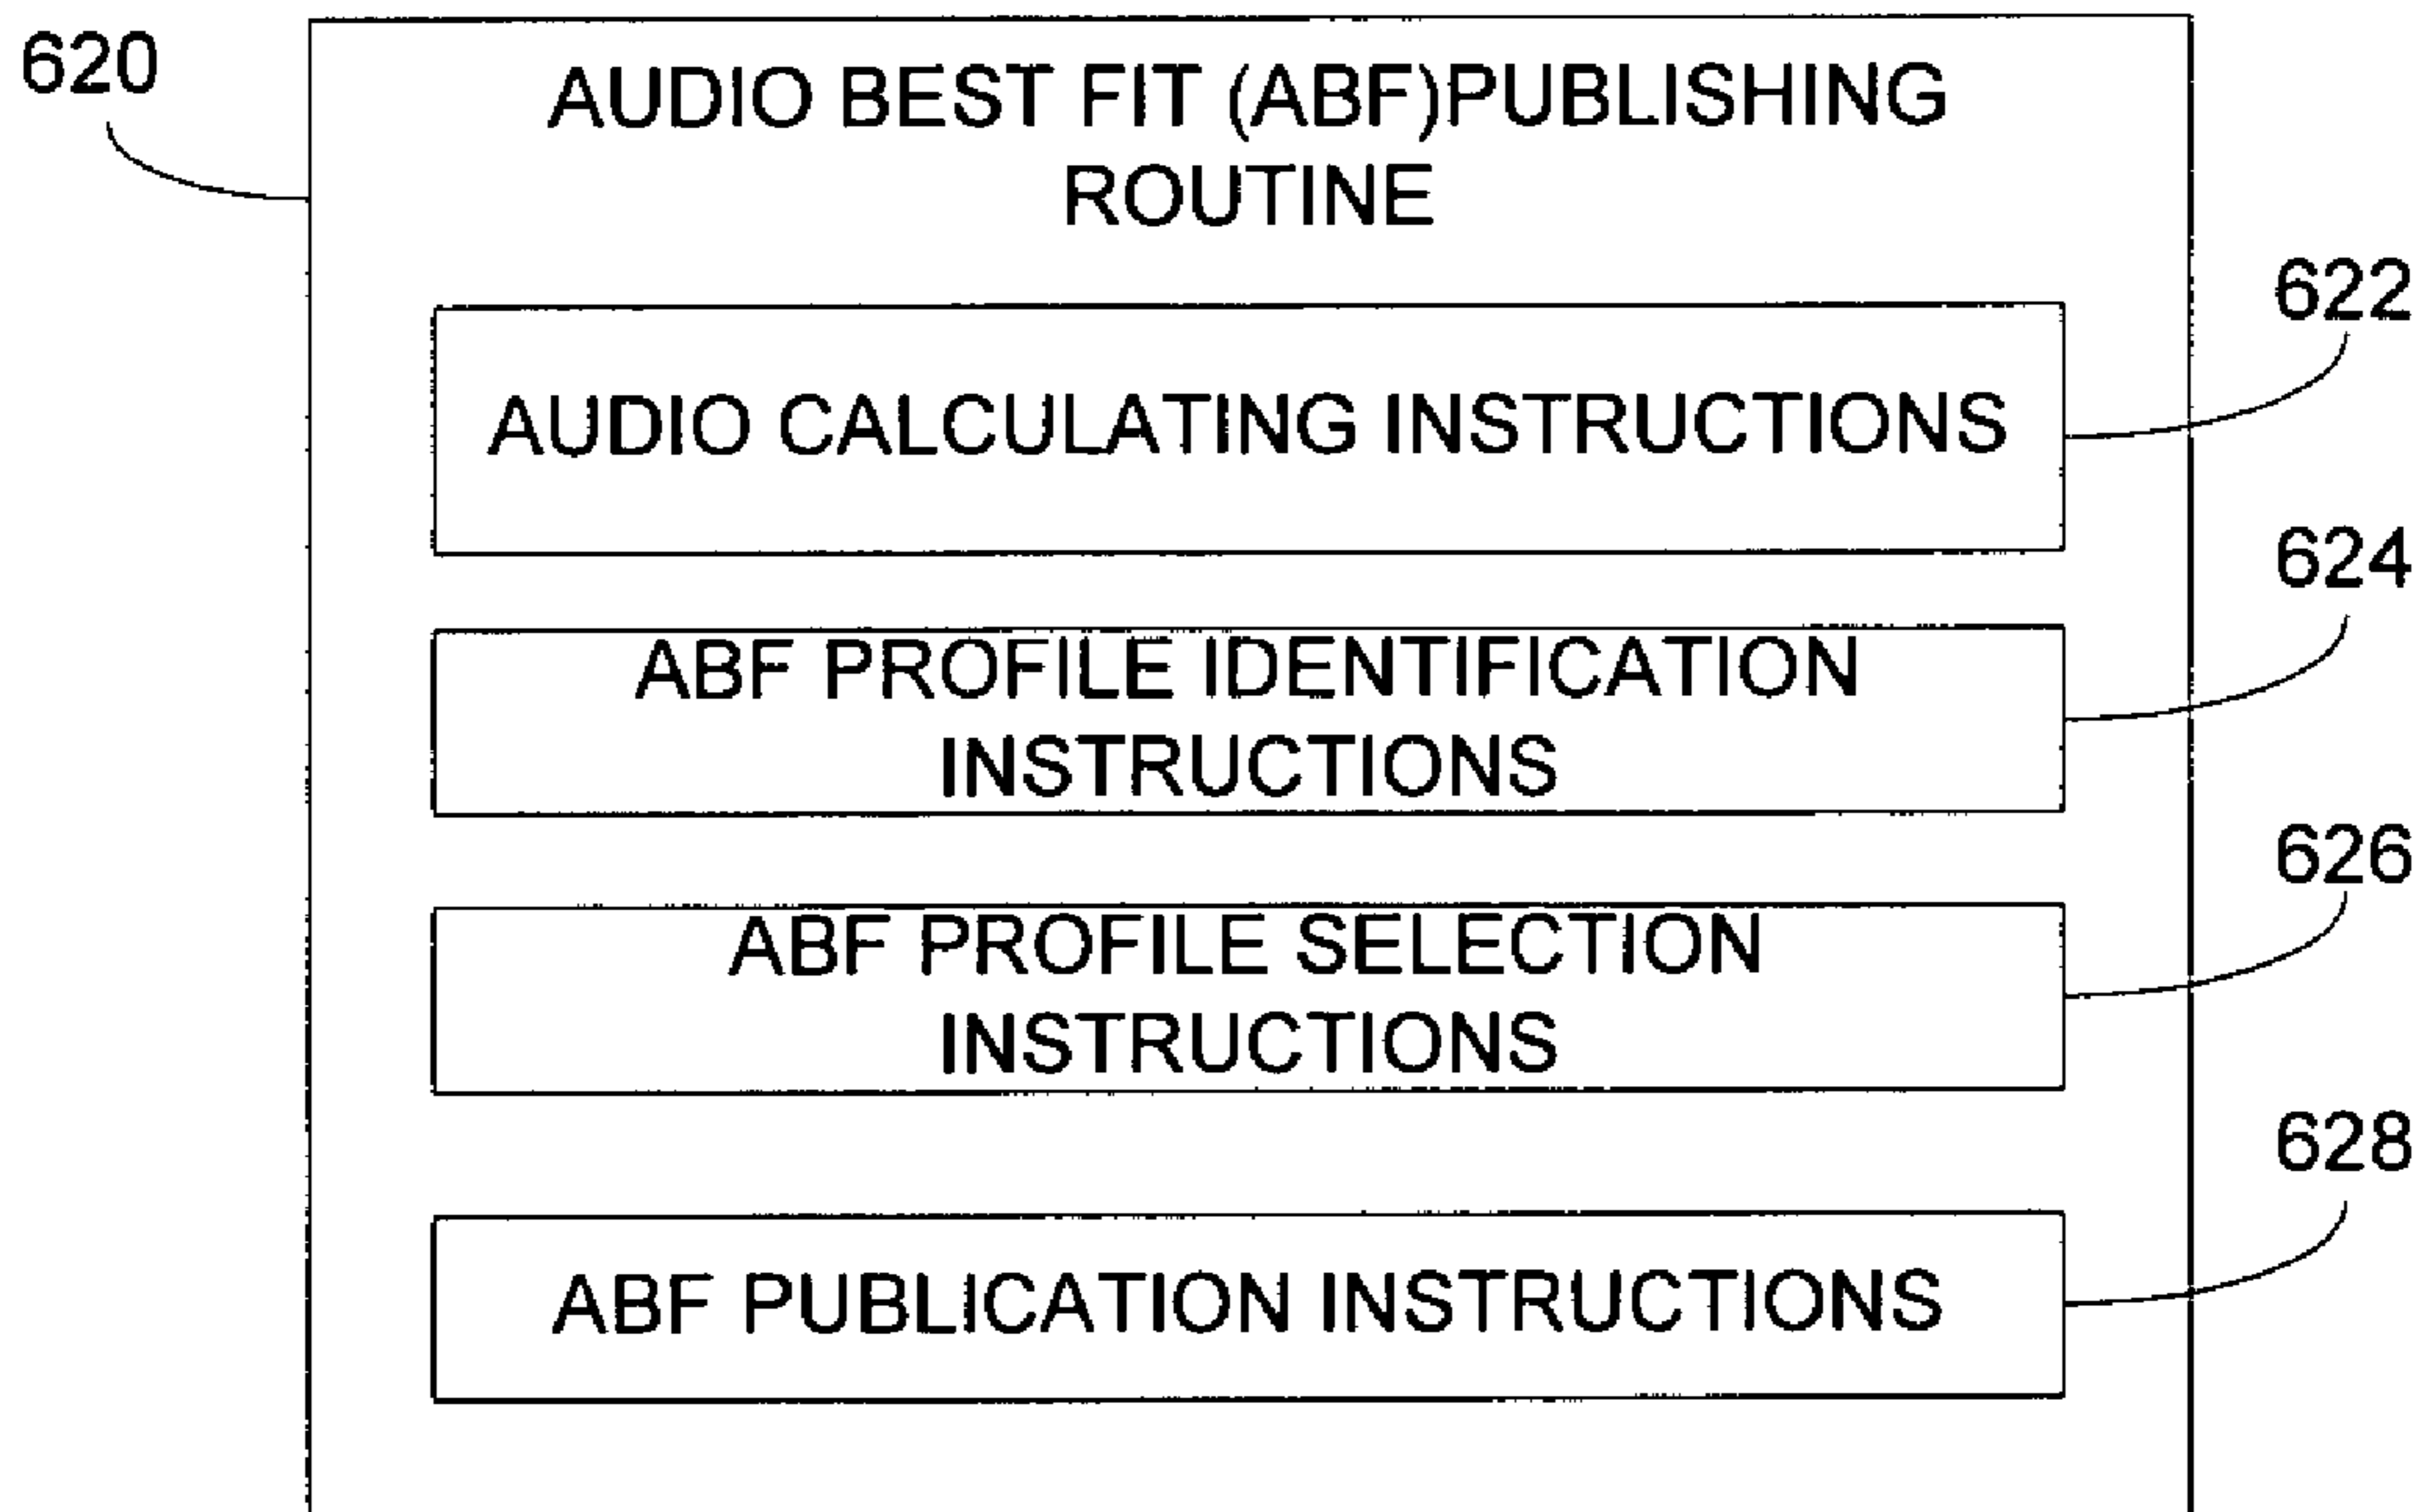 620
AUDIO BEST FIT (ABF)PUBLISHING
ROUTINE
622
AUDIO CALCULATING INSTRUCTIONS
624
ABF PROFILE IDENTIFICATION
INSTRUCTIONS
626
ABF PROFILE SELECTION
INSTRUCTIONS
628
ABF PUBLICATION INSTRUCTIONS